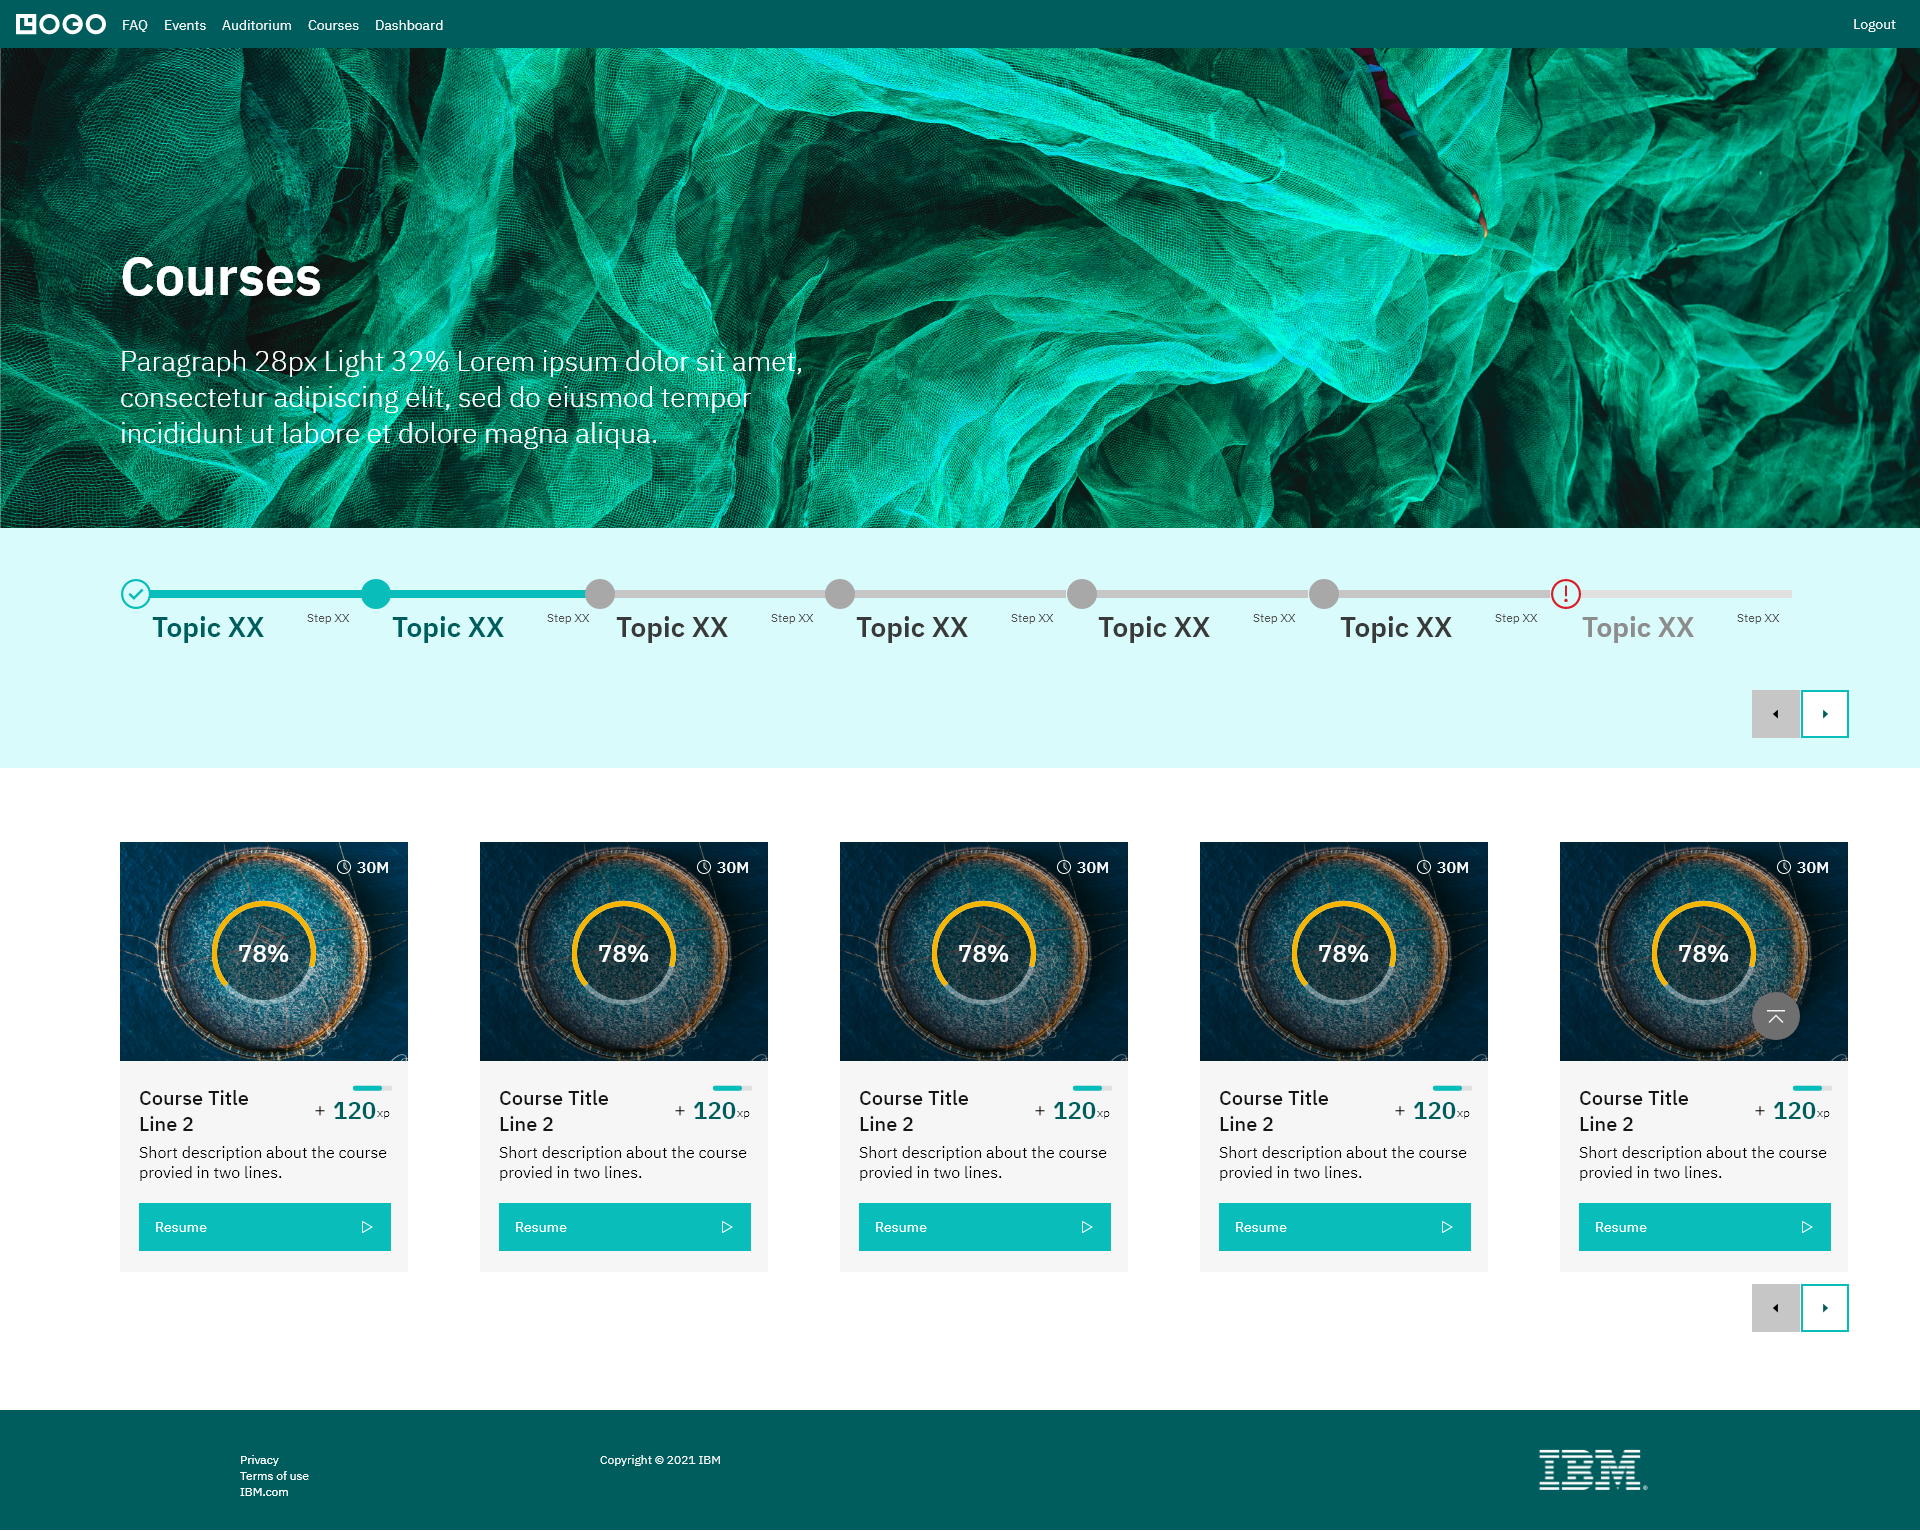 LOGO FAQ Events Auditorium Courses Dashboard Logout
Courses
Paragraph 28px Light 32% Lorem ipsum dolor sit amet,
consectetur adipiscing elit, sed do eiusmod tempor
incididunt ut labore et dolore magna aliqua.
Topic XX Step XX Topic XX Step XX Topic XX Step XX Topic XX Step XX Topic XX Step XX Topic XX Step XX Topic XX Step XX
30M 30M 30M 30M 30M
78% 78% 78% 78% 78%
Course Title
Line 2
+ 120xp
Short description about the course
provied in two lines.
Resume
Course Title
Line 2
+ 120xp
Short description about the course
provied in two lines.
Resume
Course Title
Line 2
+ 120xp
Short description about the course
provied in two lines.
Resume
Course Title
Line 2
+ 120xp
Short description about the course
provied in two lines.
Resume
Course Title
Line 2
+ 120xp
Short description about the course
provied in two lines.
Resume
Privacy
Terms of use
IBM.com
Copyright © 2021 IBM
IBM®